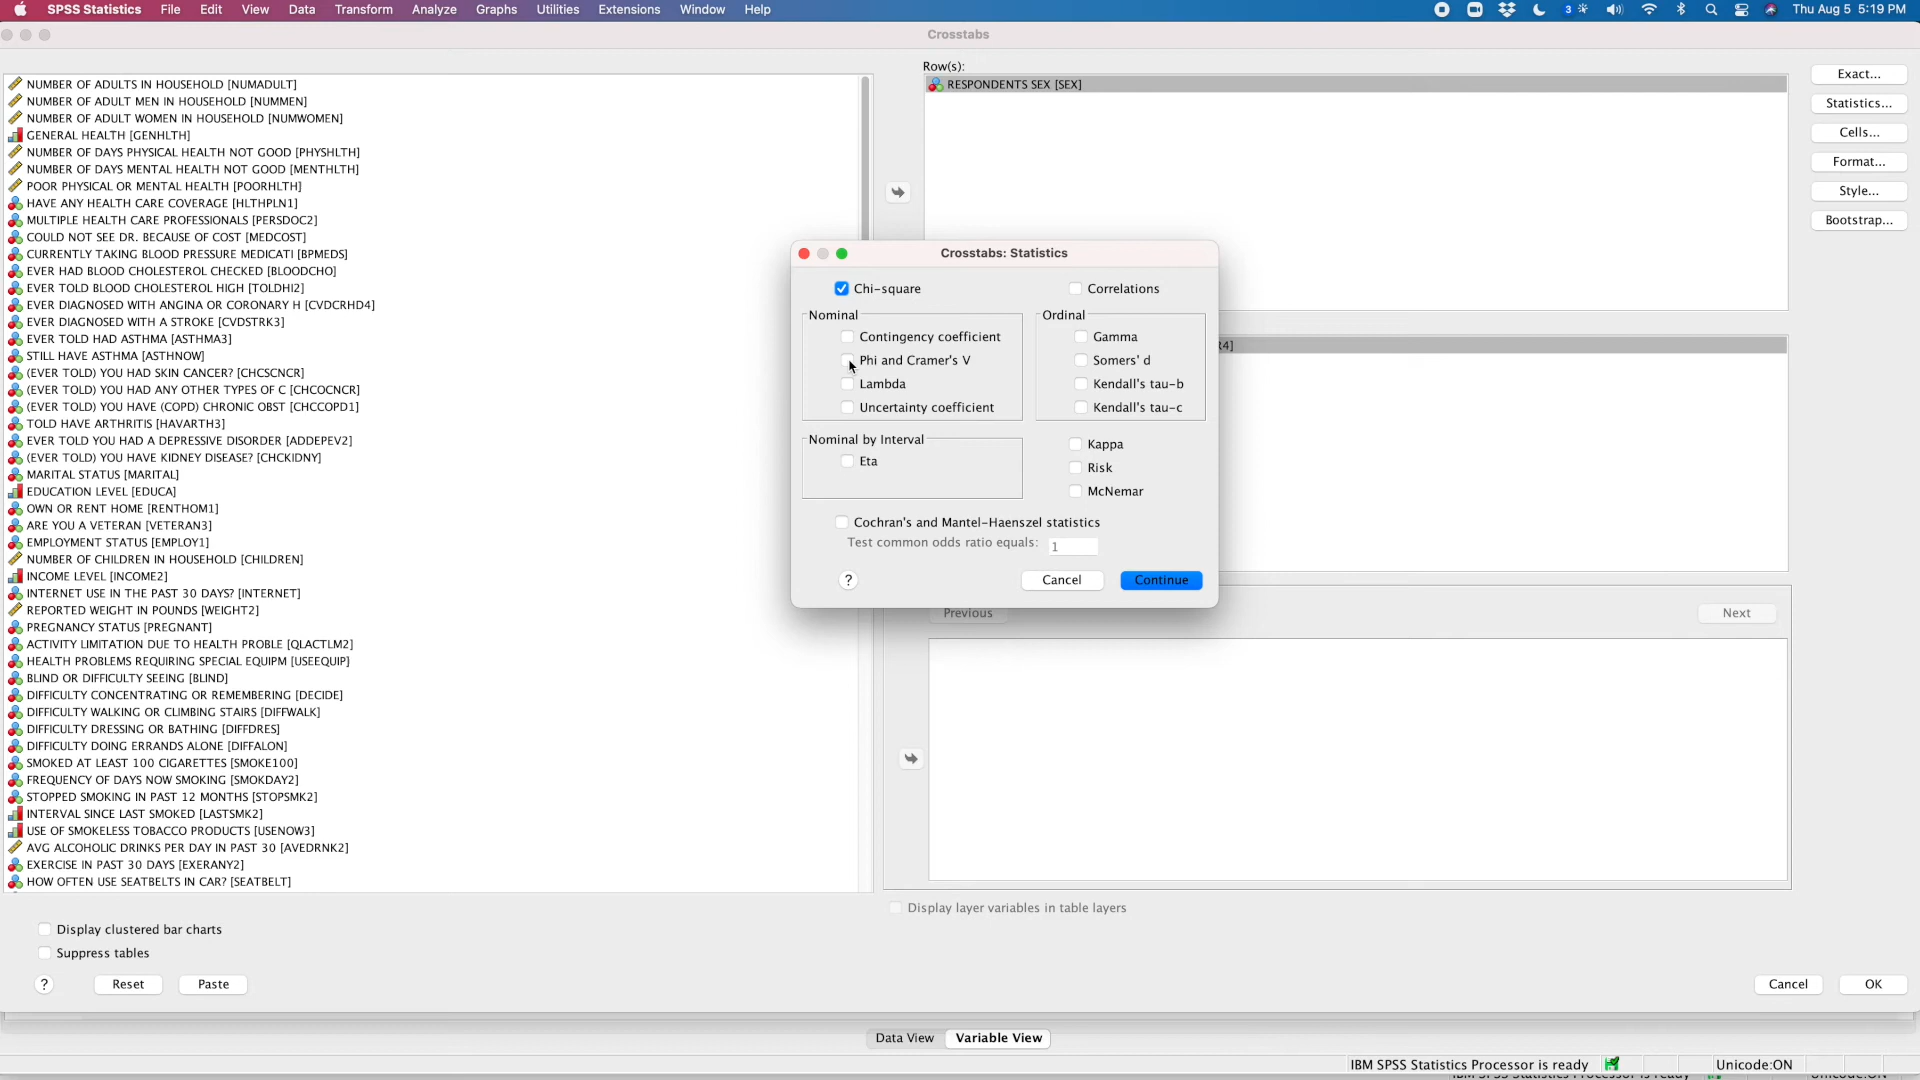 SPSS Statistics File Edit View Data Transform Analyze Graphs Utilities Extensions Window Help 3 Thu Aug 5 5:19 PM
Crosstabs
NUMBER OF ADULTS IN HOUSEHOLD [NUMADULT]
NUMBER OF ADULT MEN IN HOUSEHOLD [NUMMEN]
NUMBER OF ADULT WOMEN IN HOUSEHOLD [NUMWOMEN]
GENERAL HEALTH [GENHLTH]
NUMBER OF DAYS PHYSICAL HEALTH NOT GOOD [PHYSHLTH]
NUMBER OF DAYS MENTAL HEALTH NOT GOOD [MENTHLTH]
POOR PHYSICAL OR MENTAL HEALTH [POORHLTH]
HAVE ANY HEALTH CARE COVERAGE [HLTHPLN1]
MULTIPLE HEALTH CARE PROFESSIONALS [PERSDOC2]
COULD NOT SEE DR. BECAUSE OF COST [MEDCOST]
CURRENTLY TAKING BLOOD PRESSURE MEDICATI [BPMEDS]
EVER HAD BLOOD CHOLESTEROL CHECKED [BLOODCHO]
EVER TOLD BLOOD CHOLESTEROL HIGH [TOLDHI2]
EVER DIAGNOSED WITH ANGINA OR CORONARY H [CVDCRHD4]
EVER DIAGNOSED WITH A STROKE [CVDSTRK3]
EVER TOLD HAD ASTHMA [ASTHMA3]
STILL HAVE ASTHMA [ASTHNOW]
(EVER TOLD) YOU HAD SKIN CANCER? [CHCSCNCR]
(EVER TOLD) YOU HAD ANY OTHER TYPES OF C [CHCOCNCR]
(EVER TOLD) YOU HAVE (COPD) CHRONIC OBST [CHCCOPD1]
TOLD HAVE ARTHRITIS [HAVARTH3]
EVER TOLD YOU HAD A DEPRESSIVE DISORDER [ADDEPEV2]
(EVER TOLD) YOU HAVE KIDNEY DISEASE? [CHCKIDNY]
MARITAL STATUS [MARITAL]
EDUCATION LEVEL [EDUCA]
OWN OR RENT HOME [RENTHOM1]
ARE YOU A VETERAN [VETERAN3]
EMPLOYMENT STATUS [EMPLOY1]
NUMBER OF CHILDREN IN HOUSEHOLD [CHILDREN]
INCOME LEVEL [INCOME2]
INTERNET USE IN THE PAST 30 DAYS? [INTERNET]
REPORTED WEIGHT IN POUNDS [WEIGHT2]
PREGNANCY STATUS [PREGNANT]
ACTIVITY LIMITATION DUE TO HEALTH PROBLE [QLACTLM2]
HEALTH PROBLEMS REQUIRING SPECIAL EQUIPM [USEEQUIP]
BLIND OR DIFFICULTY SEEING [BLIND]
DIFFICULTY CONCENTRATING OR REMEMBERING [DECIDE]
DIFFICULTY WALKING OR CLIMBING STAIRS [DIFFWALK]
DIFFICULTY DRESSING OR BATHING [DIFFDRES]
DIFFICULTY DOING ERRANDS ALONE [DIFFALON]
SMOKED AT LEAST 100 CIGARETTES [SMOKE100]
FREQUENCY OF DAYS NOW SMOKING [SMOKDAY2]
STOPPED SMOKING IN PAST 12 MONTHS [STOPSMK2]
INTERVAL SINCE LAST SMOKED [LASTSMK2]
USE OF SMOKELESS TOBACCO PRODUCTS [USENOW3]
AVG ALCOHOLIC DRINKS PER DAY IN PAST 30 [AVEDRNK2]
EXERCISE IN PAST 30 DAYS [EXERANY2]
HOW OFTEN USE SEATBELTS IN CAR? [SEATBELT]
Row(s):
RESPONDENTS SEX [SEX]
Exact...
Statistics...
Cells...
Format...
Style...
Bootstrap...
Crosstabs: Statistics
Chi-square Correlations
Nominal Ordinal
Contingency coefficient Gamma
Phi and Cramer's V Somers' d
Lambda Kendall's tau-b
Uncertainty coefficient Kendall's tau-c
Nominal by Interval Kappa
Eta Risk
McNemar
Cochran's and Mantel-Haenszel statistics
Test common odds ratio equals: 1
? Cancel Continue
R4]
Previous Next
Display layer variables in table layers
Display clustered bar charts
Suppress tables
? Reset Paste Cancel OK
Data View Variable View
IBM SPSS Statistics Processor is ready Unicode:ON